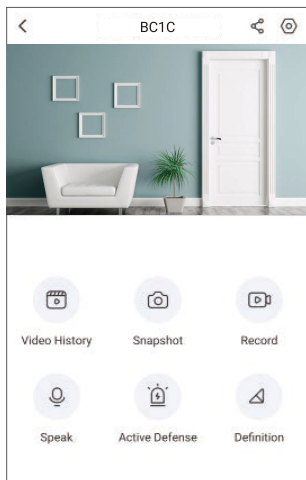 BC1C
Video History
Snapshot
Record
Speak
Active Defense
Definition